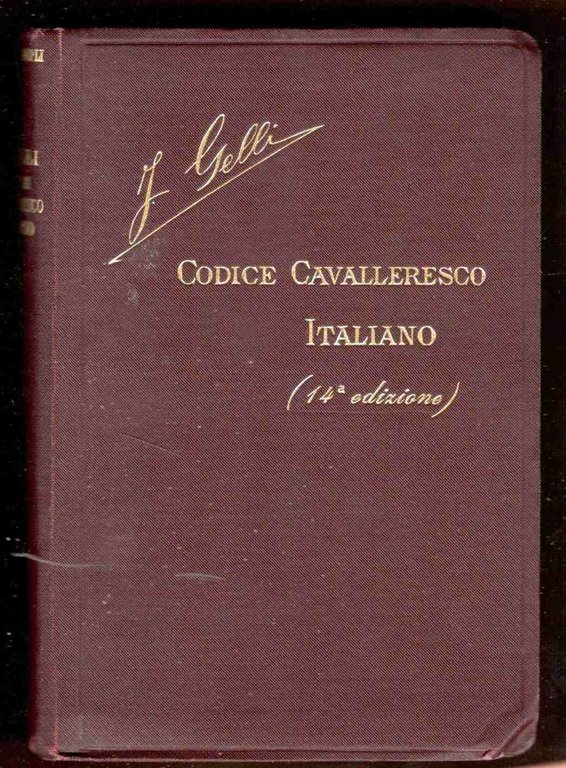 J. Gelli
CODICE CAVALLERESCO
ITALIANO
(14ª edizione)